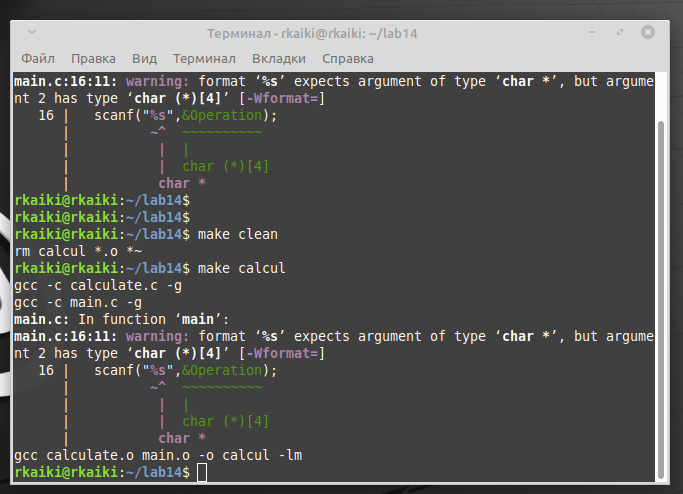 Терминал - rkaiki@rkaiki: ~/lab14
Файл Правка Вид Терминал Вкладки Справка
main.c:16:11: warning: format ‘%s’ expects argument of type ‘char *’, but argume
nt 2 has type ‘char (*)[4]’ [-Wformat=]
   16 |   scanf("%s",&Operation);
      |          ~^  ~~~~~~~~~~
      |           |  |
      |           |  char (*)[4]
      |           char *
rkaiki@rkaiki:~/lab14$
rkaiki@rkaiki:~/lab14$
rkaiki@rkaiki:~/lab14$ make clean
rm calcul *.o *~
rkaiki@rkaiki:~/lab14$ make calcul
gcc -c calculate.c -g
gcc -c main.c -g
main.c: In function ‘main’:
main.c:16:11: warning: format ‘%s’ expects argument of type ‘char *’, but argume
nt 2 has type ‘char (*)[4]’ [-Wformat=]
   16 |   scanf("%s",&Operation);
      |          ~^  ~~~~~~~~~~
      |           |  |
      |           |  char (*)[4]
      |           char *
gcc calculate.o main.o -o calcul -lm
rkaiki@rkaiki:~/lab14$